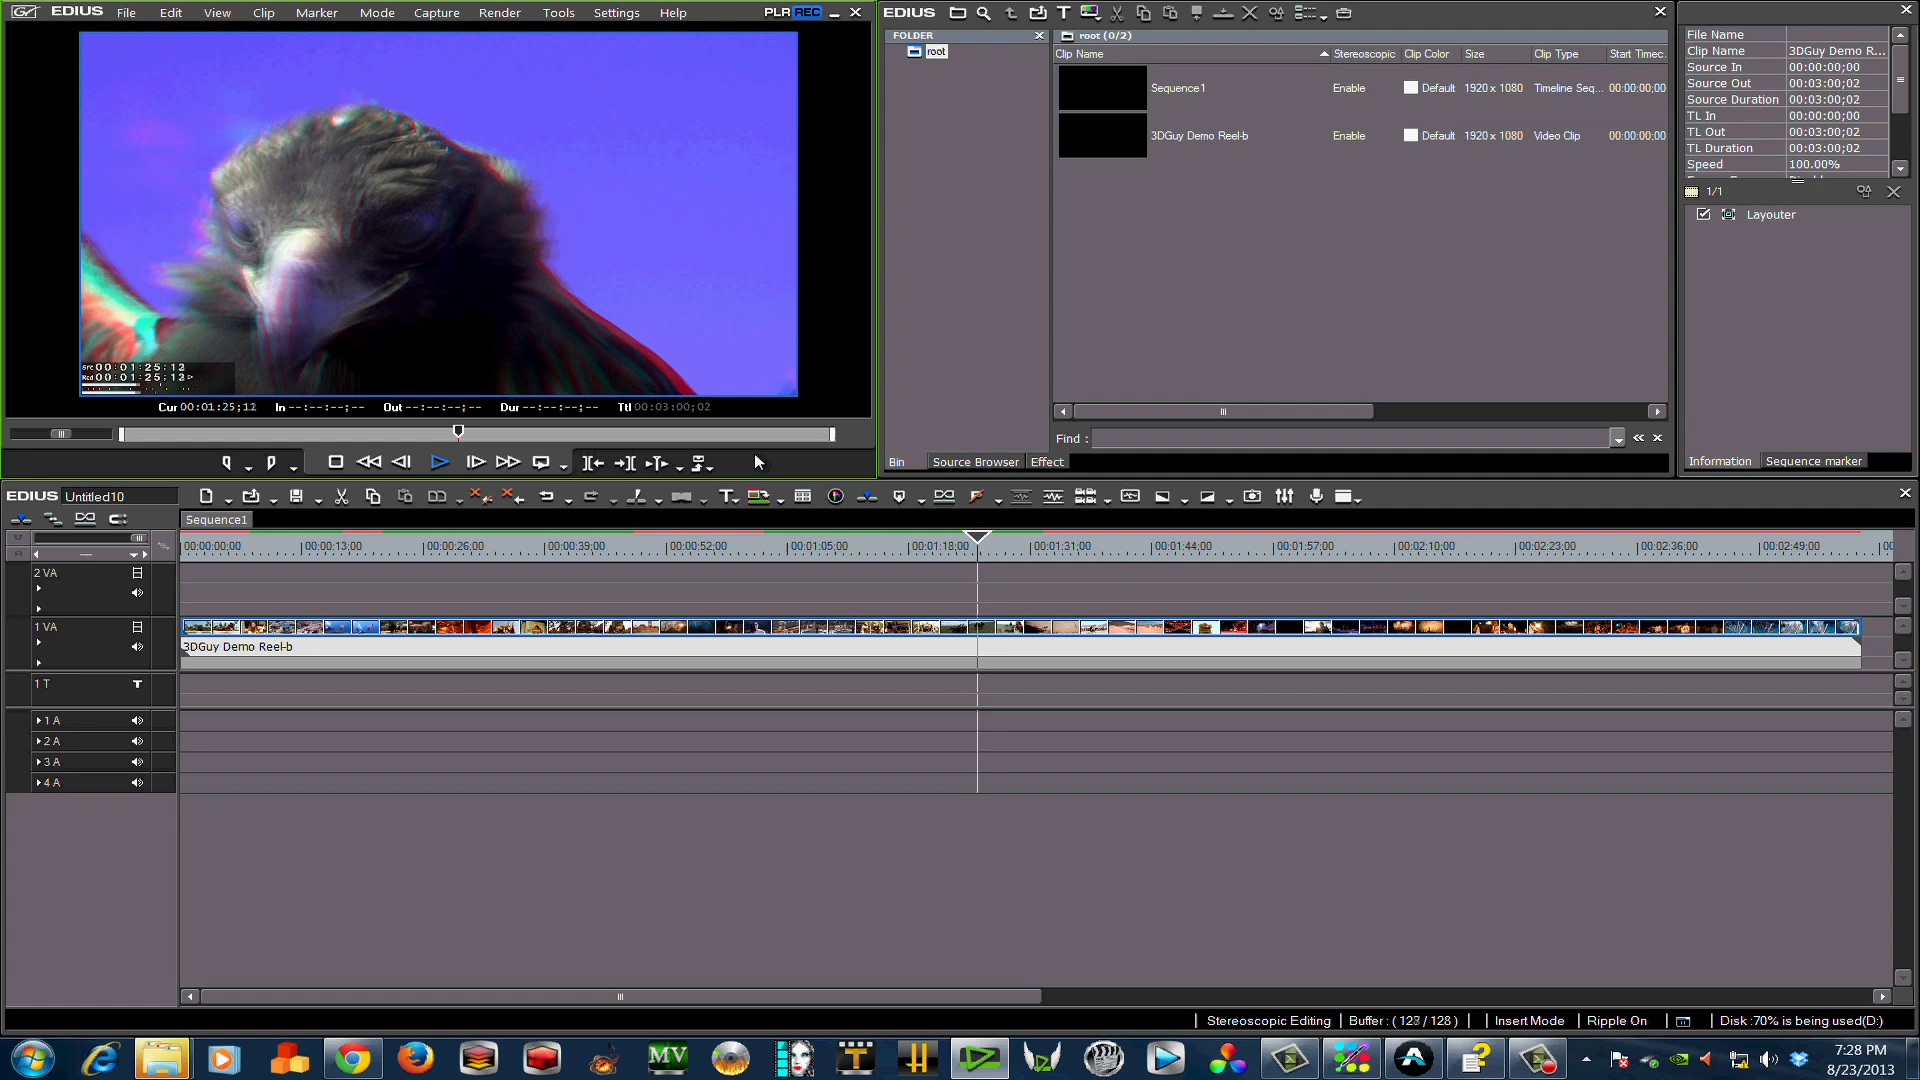 EDIUS File Edit View Clip Marker Mode Capture Render Tools Settings Help PLR REC
Src 00:01:25;12
Rcd 00:01:25;12>
Cur 00:01:25;12 In --:--:--;-- Out --:--:--;-- Dur --:--:--;-- Ttl 00:03:00;02
EDIUS
FOLDER
root
root (0/2)
Clip Name Stereoscopic Clip Color Size Clip Type Start Timec
Sequence1 Enable Default 1920 x 1080 Timeline Seq... 00:00:00;00
3DGuy Demo Reel-b Enable Default 1920 x 1080 Video Clip 00:00:00;00
Find :
Bin Source Browser Effect
File Name
Clip Name 3DGuy Demo R...
Source In 00:00:00;00
Source Out 00:03:00;02
Source Duration 00:03:00;02
TL In 00:00:00;00
TL Out 00:03:00;02
TL Duration 00:03:00;02
Speed 100.00%
1/1
Layouter
Information Sequence marker
EDIUS Untitled10
Sequence1
00:00:00;00 00:00:13;00 00:00:26;00 00:00:39;00 00:00:52;00 00:01:05;00 00:01:18;00 00:01:31;00 00:01:44;00 00:01:57;00 00:02:10;00 00:02:23;00 00:02:36;00 00:02:49;00 00
2 VA
1 VA
3DGuy Demo Reel-b
1 T T
1 A
2 A
3 A
4 A
Stereoscopic Editing Buffer : ( 128 / 128 ) Insert Mode Ripple On Disk :70% is being used(D:)
MV
T
7:28 PM
8/23/2013